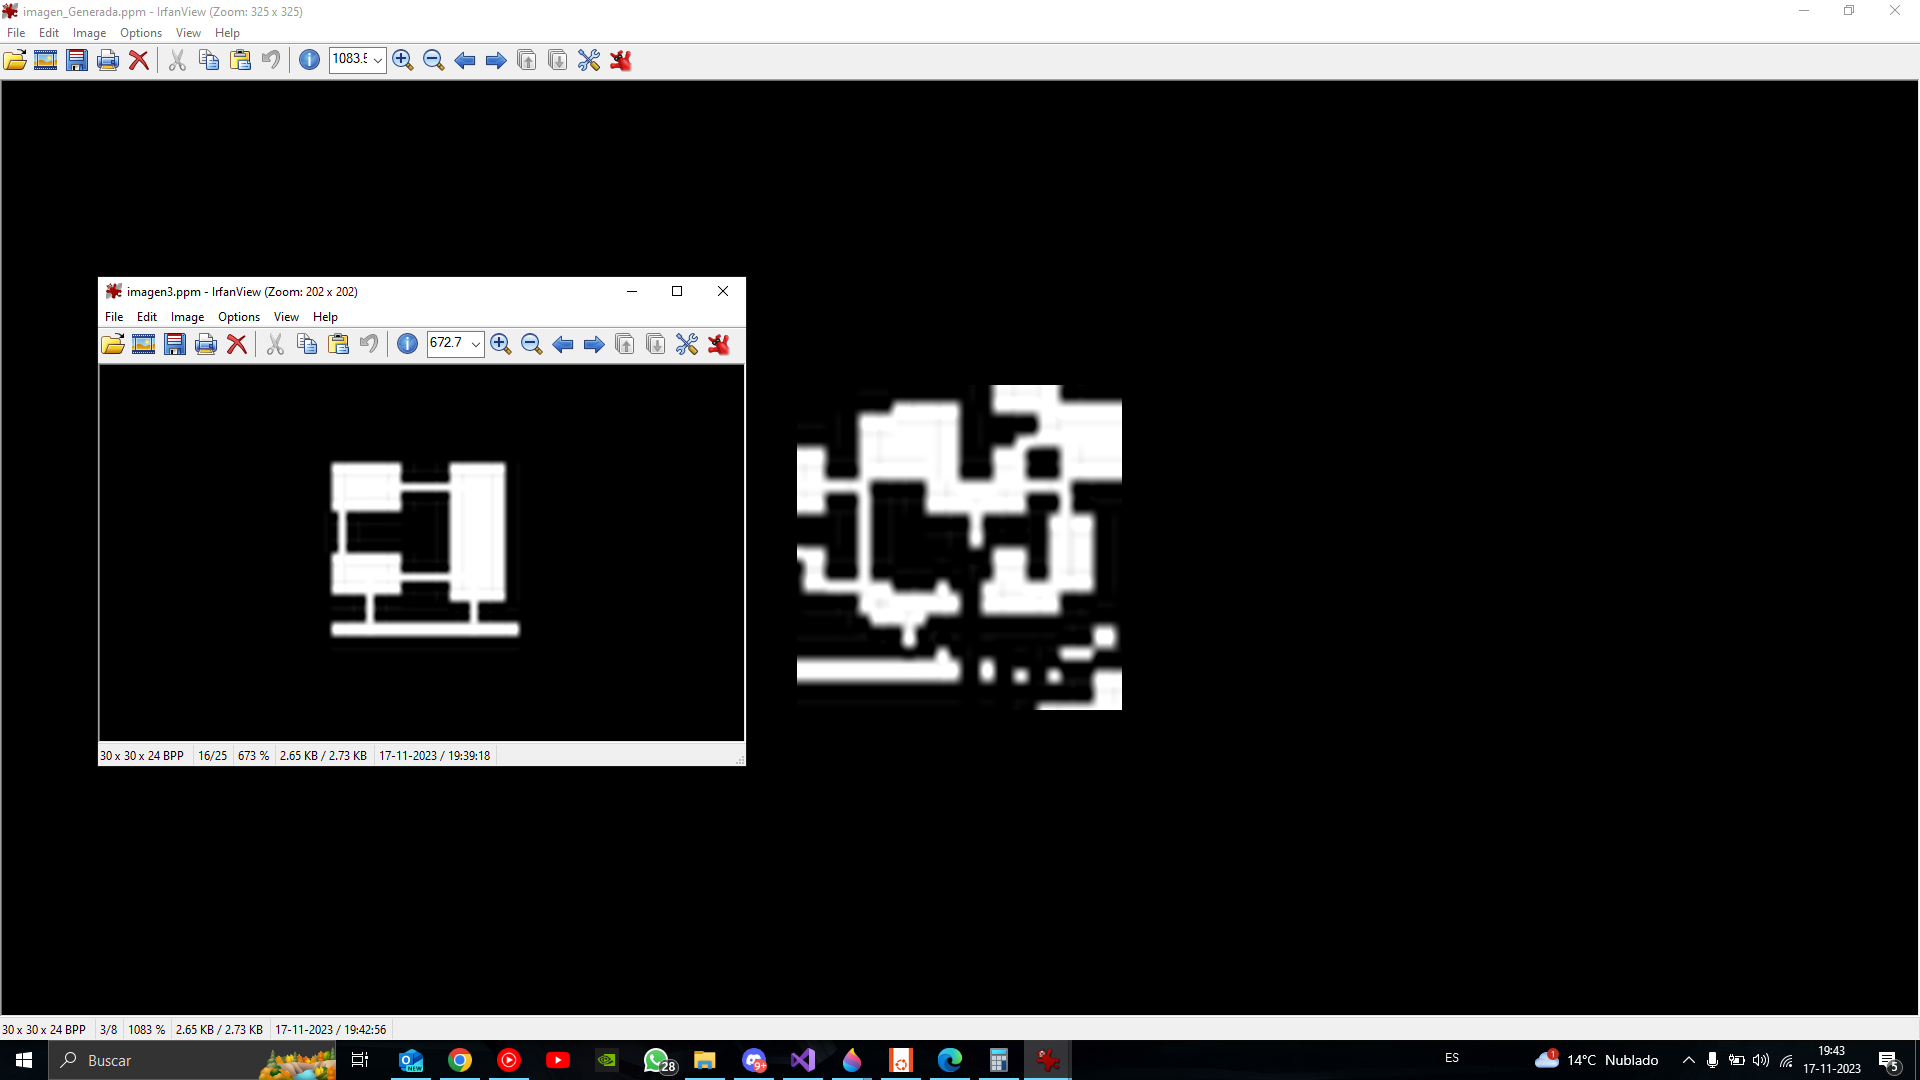 imagen_Generada.ppm - IrfanView (Zoom: 325 x 325)
File Edit Image Options View Help
1083.5
imagen3.ppm - IrfanView (Zoom: 202 x 202)
File Edit Image Options View Help
672.7
30 x 30 x 24 BPP 16/25 673 % 2.65 KB / 2.73 KB 17-11-2023 / 19:39:18
30 x 30 x 24 BPP 3/8 1083 % 2.65 KB / 2.73 KB 17-11-2023 / 19:42:56
Buscar NEW 28 9+ ES 1 14°C Nublado 19:43
17-11-2023 5